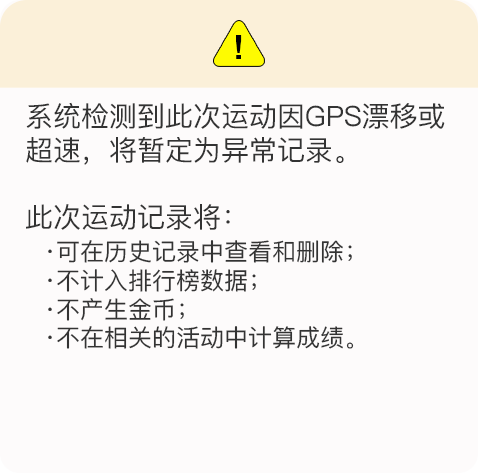 !
系统检测到此次运动因GPS漂移或
超速，将暂定为异常记录。
此次运动记录将：
·可在历史记录中查看和删除；
·不计入排行榜数据；
·不产生金币；
·不在相关的活动中计算成绩。